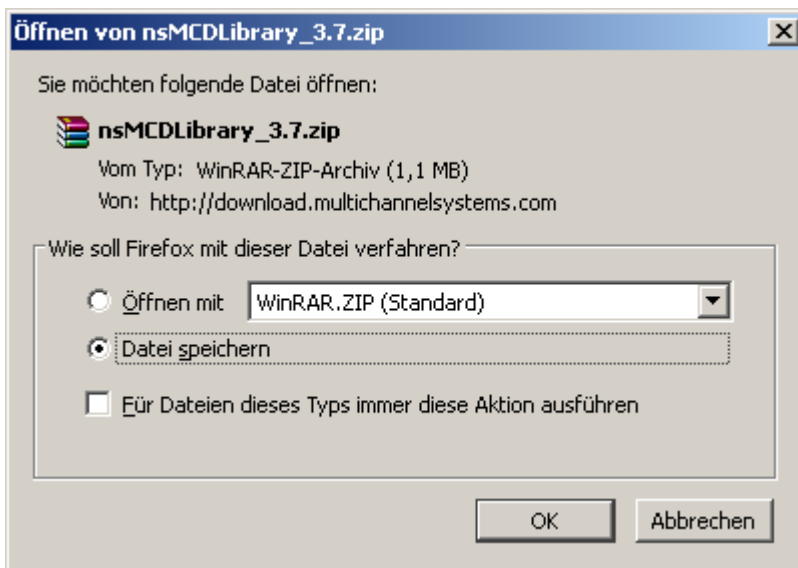 Öffnen von nsMCDLibrary_3.7.zip
Sie möchten folgende Datei öffnen:
nsMCDLibrary_3.7.zip
Vom Typ: WinRAR-ZIP-Archiv (1,1 MB)
Von: http://download.multichannelsystems.com
Wie soll Firefox mit dieser Datei verfahren?
Öffnen mit WinRAR.ZIP (Standard)
Datei speichern
Für Dateien dieses Typs immer diese Aktion ausführen
OK Abbrechen